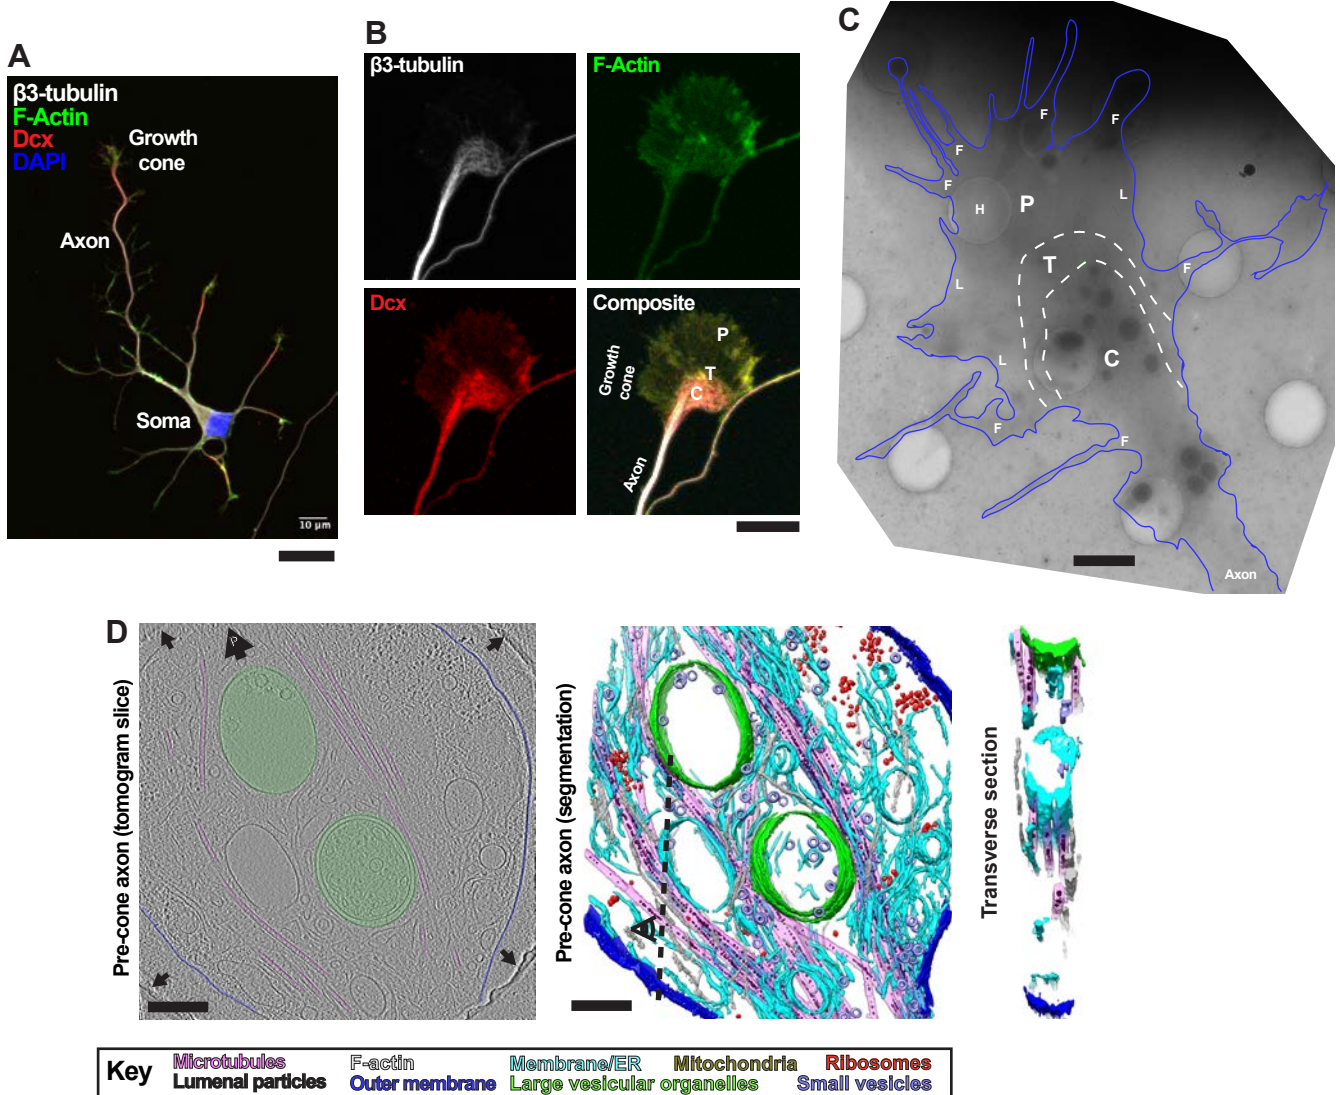 A
β3-tubulin
F-Actin
Dcx
DAPI
Growth
cone
Axon
Soma
10 µm
B
β3-tubulin
F-Actin
Dcx
Composite
P
T
C
Growth
cone
Axon
C
F
F
F
F
H
P
L
T
F
L
L
C
F
F
Axon
D
Pre-cone axon (tomogram slice)
P
Pre-cone axon (segmentation)
Transverse section
Key
Microtubules
F-actin
Membrane/ER
Mitochondria
Ribosomes
Lumenal particles
Outer membrane
Large vesicular organelles
Small vesicles